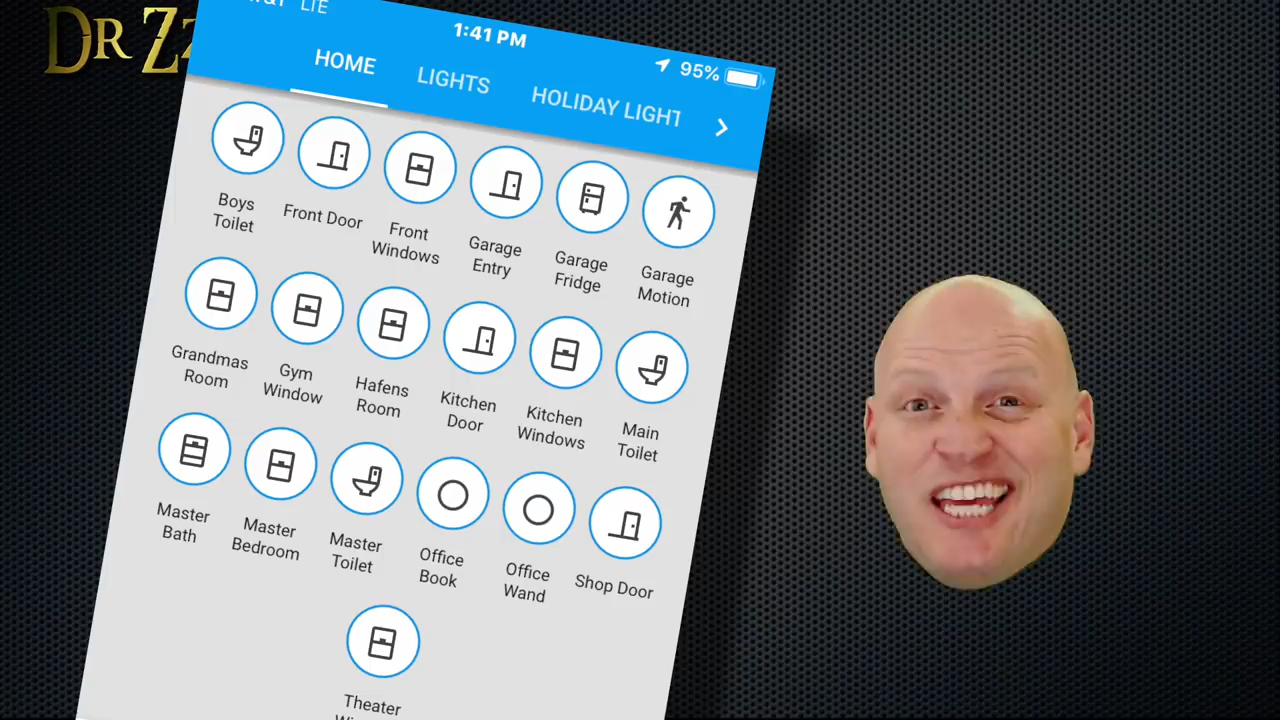 DR ZZ
LTE
1:41 PM
95%
HOME
LIGHTS
HOLIDAY LIGHT
Boys
Toilet
Front Door
Front
Windows
Garage
Entry
Garage
Fridge
Garage
Motion
Grandmas
Room
Gym
Window
Hafens
Room
Kitchen
Door
Kitchen
Windows
Main
Toilet
Master
Bath
Master
Bedroom
Master
Toilet
Office
Book
Office
Wand
Shop Door
Theater